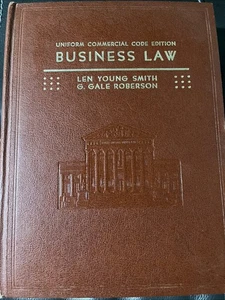 UNIFORM COMMERCIAL CODE EDITION
BUSINESS LAW
LEN YOUNG SMITH
G. GALE ROBERSON